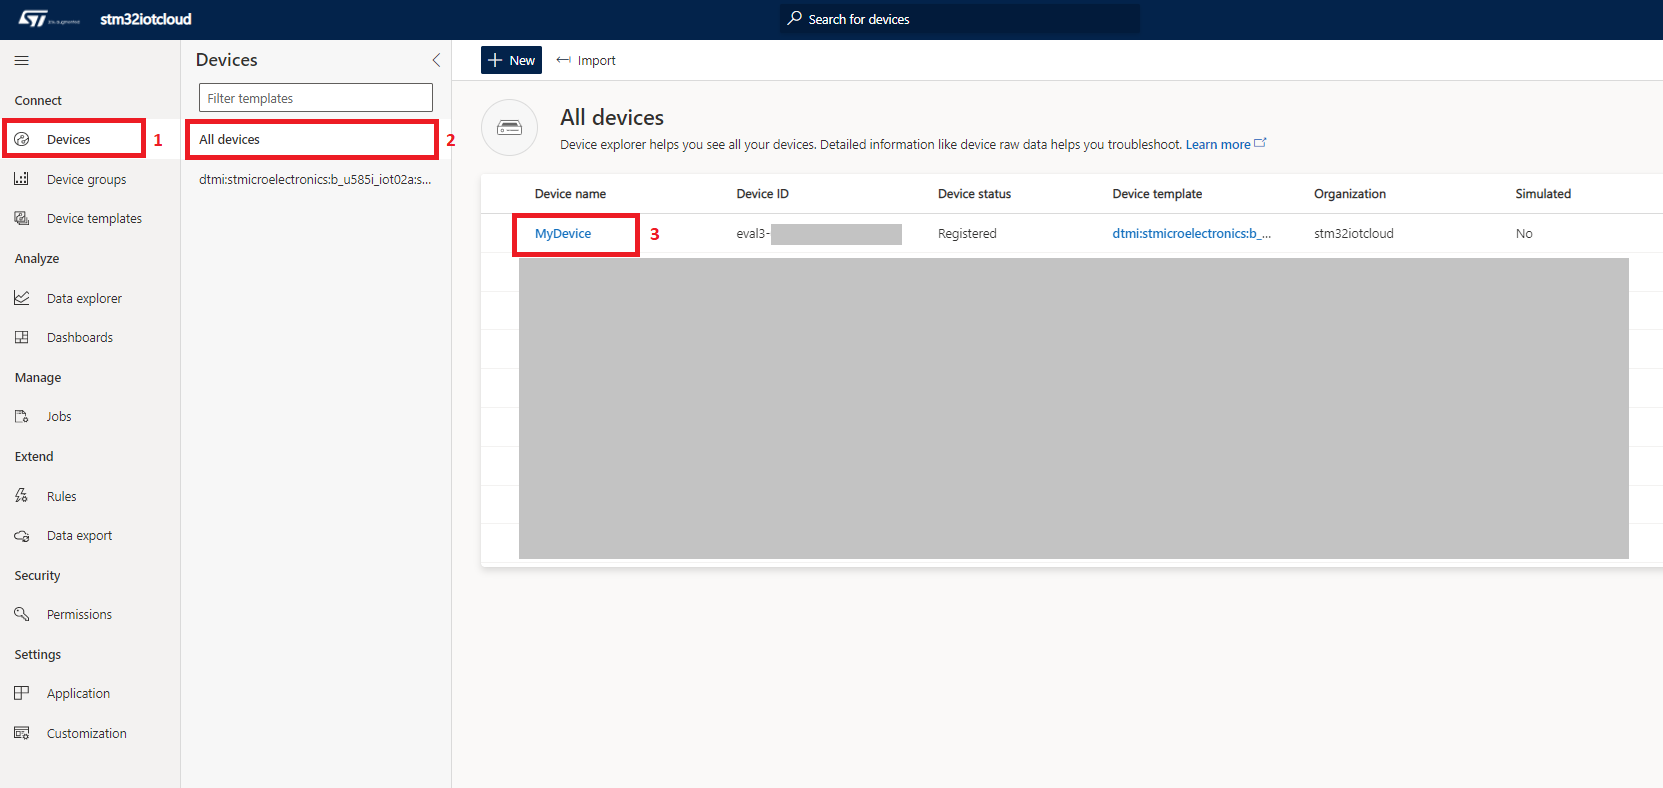 stm32iotcloud
Search for devices
Connect
Devices 1
Device groups
Device templates
Analyze
Data explorer
Dashboards
Manage
Jobs
Extend
Rules
Data export
Security
Permissions
Settings
Application
Customization
Devices
Filter templates
All devices 2
dtmi:stmicroelectronics:b_u585i_iot02a:s...
New Import
All devices
Device explorer helps you see all your devices. Detailed information like device raw data helps you troubleshoot. Learn more
Device name Device ID Device status Device template Organization Simulated
MyDevice 3 eval3- Registered dtmi:stmicroelectronics:b_... stm32iotcloud No